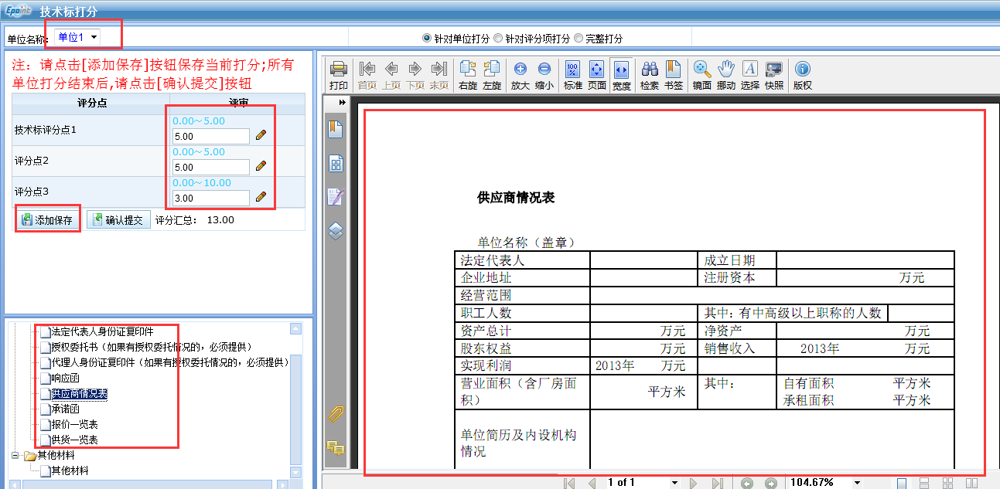 Epoint 技术标打分
单位名称: 单位1
针对单位打分 针对评分项打分 完整打分
注: 请点击[添加保存]按钮保存当前打分;所有
单位打分结束后,请点击[确认提交]按钮
评分点 评审
技术标评分点1
0.00~5.00
5.00
评分点2
0.00~5.00
5.00
评分点3
0.00~10.00
3.00
添加保存 确认提交 评分汇总: 13.00
法定代表人身份证复印件
授权委托书（如果有授权委托情况的，必须提供）
代理人身份证复印件（如果有授权委托情况的，必须提供）
响应函
供应商情况表
承诺函
报价一览表
供货一览表
其他材料
其他材料
打印 首页 上页 下页 末页 右旋 左旋 放大 缩小 标准 页面 宽度 检索 书签 镜面 挪动 选择 快照 版权
供应商情况表
单位名称（盖章）
法定代表人 成立日期
企业地址 注册资本 万元
经营范围
职工人数 其中：有中高级以上职称的人数
资产总计 万元 净资产 万元
股东权益 万元 销售收入 2013年 万元
实现利润 2013年 万元
营业面积（含厂房面
积） 平方米 其中： 自有面积 平方米
承租面积 平方米
单位简历及内设机构
情况
1 of 1 104.67%